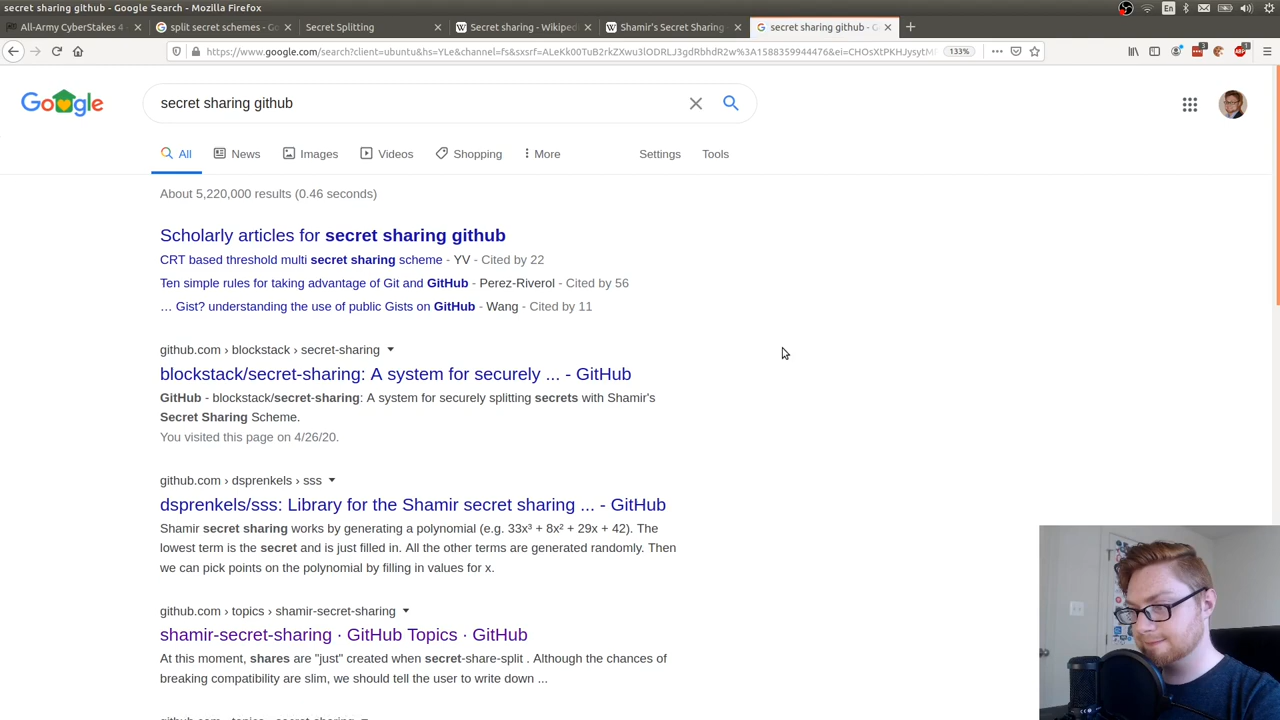 secret sharing github - Google Search - Mozilla Firefox
All-Army CyberStakes 4 -
split secret schemes - Go
Secret Splitting
Secret sharing - Wikiped
Shamir's Secret Sharing
secret sharing github - G
https://www.google.com/search?client=ubuntu&hs=YLe&channel=fs&sxsrf=ALeKk00TuB2rkZXwu3lODRLJ3gdRbhdR2w%3A1588359944476&ei=CHOsXtPKHJysytMF
133%
En
Google
secret sharing github
All
News
Images
Videos
Shopping
More
Settings
Tools
About 5,220,000 results (0.46 seconds)
Scholarly articles for secret sharing github
CRT based threshold multi secret sharing scheme - YV - Cited by 22
Ten simple rules for taking advantage of Git and GitHub - Perez-Riverol - Cited by 56
… Gist? understanding the use of public Gists on GitHub - Wang - Cited by 11
github.com › blockstack › secret-sharing
blockstack/secret-sharing: A system for securely ... - GitHub
GitHub - blockstack/secret-sharing: A system for securely splitting secrets with Shamir's
Secret Sharing Scheme.
You visited this page on 4/26/20.
github.com › dsprenkels › sss
dsprenkels/sss: Library for the Shamir secret sharing ... - GitHub
Shamir secret sharing works by generating a polynomial (e.g. 33x³ + 8x² + 29x + 42). The
lowest term is the secret and is just filled in. All the other terms are generated randomly. Then
we can pick points on the polynomial by filling in values for x.
github.com › topics › shamir-secret-sharing
shamir-secret-sharing · GitHub Topics · GitHub
At this moment, shares are "just" created when secret-share-split . Although the chances of
breaking compatibility are slim, we should tell the user to write down ...